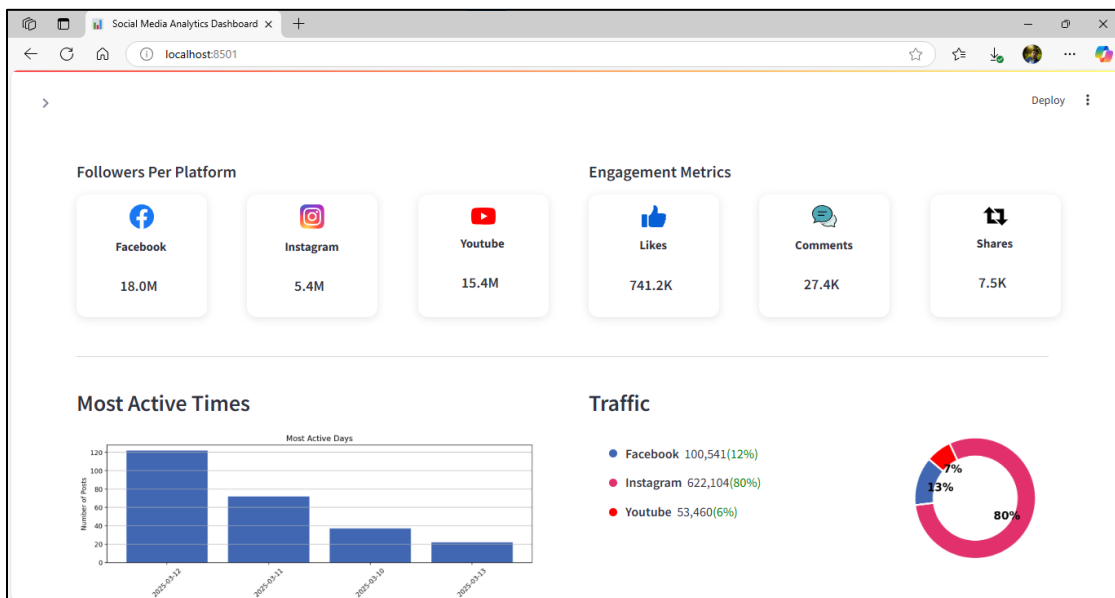 Social Media Analytics Dashboard
localhost:8501
Deploy
Followers Per Platform
Facebook
18.0M
Instagram
5.4M
Youtube
15.4M
Engagement Metrics
Likes
741.2K
Comments
27.4K
Shares
7.5K
Most Active Times
Most Active Days
Number of Posts
120
100
80
60
40
20
0
2025-03-12
2025-03-11
2025-03-10
2025-03-13
Traffic
Facebook 100,541(12%)
Instagram 622,104(80%)
Youtube 53,460(6%)
7%
13%
80%